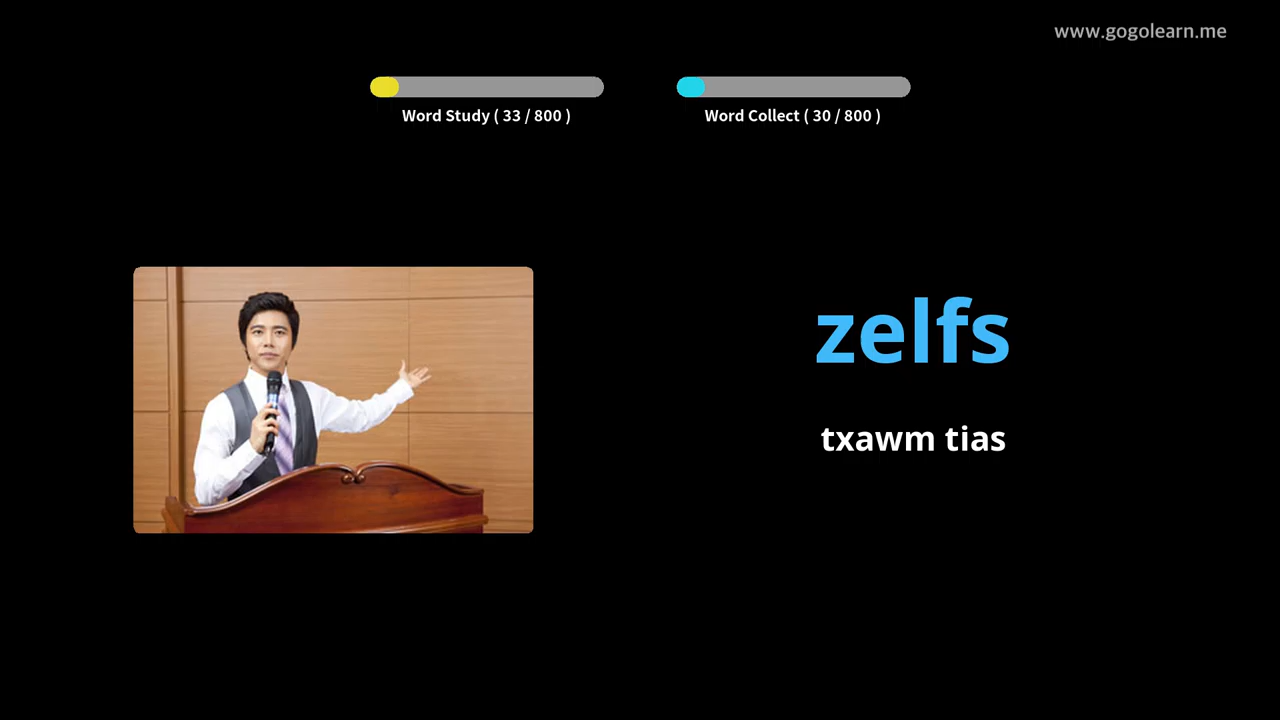 www.gogolearn.me
Word Study ( 33 / 800 )
Word Collect ( 30 / 800 )
zelfs
txawm tias